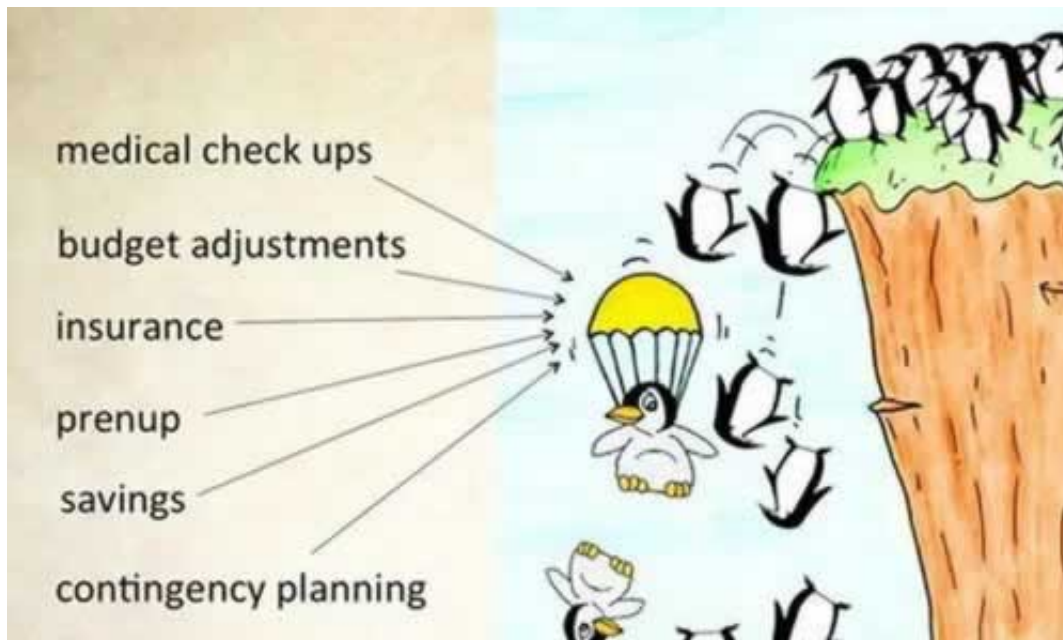 medical check ups
budget adjustments
insurance
prenup
savings
contingency planning